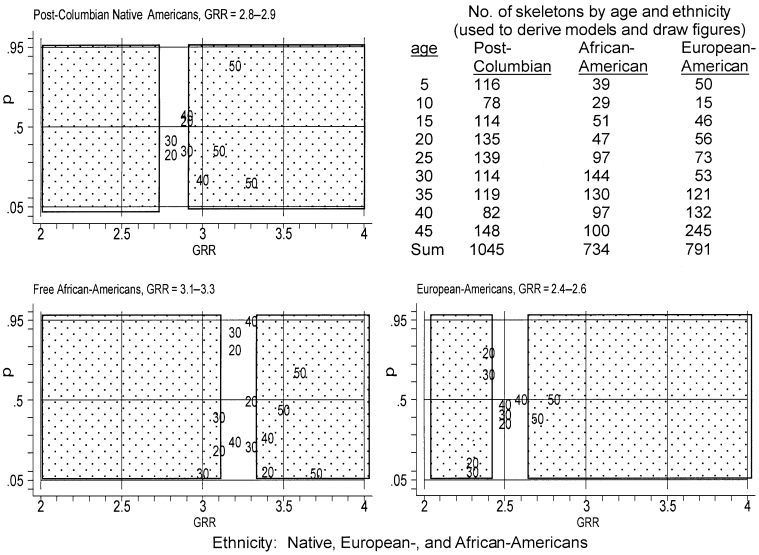 Post-Columbian Native Americans, GRR = 2.8–2.9
.95
50
40
20
p
.5
30
20
30
50
40
50
.05
2
2.5
3
3.5
4
GRR
No. of skeletons by age and ethnicity
(used to derive models and draw figures)
age Post- African- European-
Columbian American American
5 116 39 50
10 78 29 15
15 114 51 46
20 135 47 56
25 139 97 73
30 114 144 53
35 119 130 121
40 82 97 132
45 148 100 245
Sum 1045 734 791
Free African-Americans, GRR = 3.1–3.3
.95
40
30
20
50
p
.5
20
50
30
40
40
30
20
30
20
50
.05
2
2.5
3
3.5
4
GRR
European-Americans, GRR = 2.4–2.6
.95
20
30
p
.5
40
50
40
30
20
50
20
30
.05
2
2.5
3
3.5
4
GRR
Ethnicity: Native, European-, and African-Americans